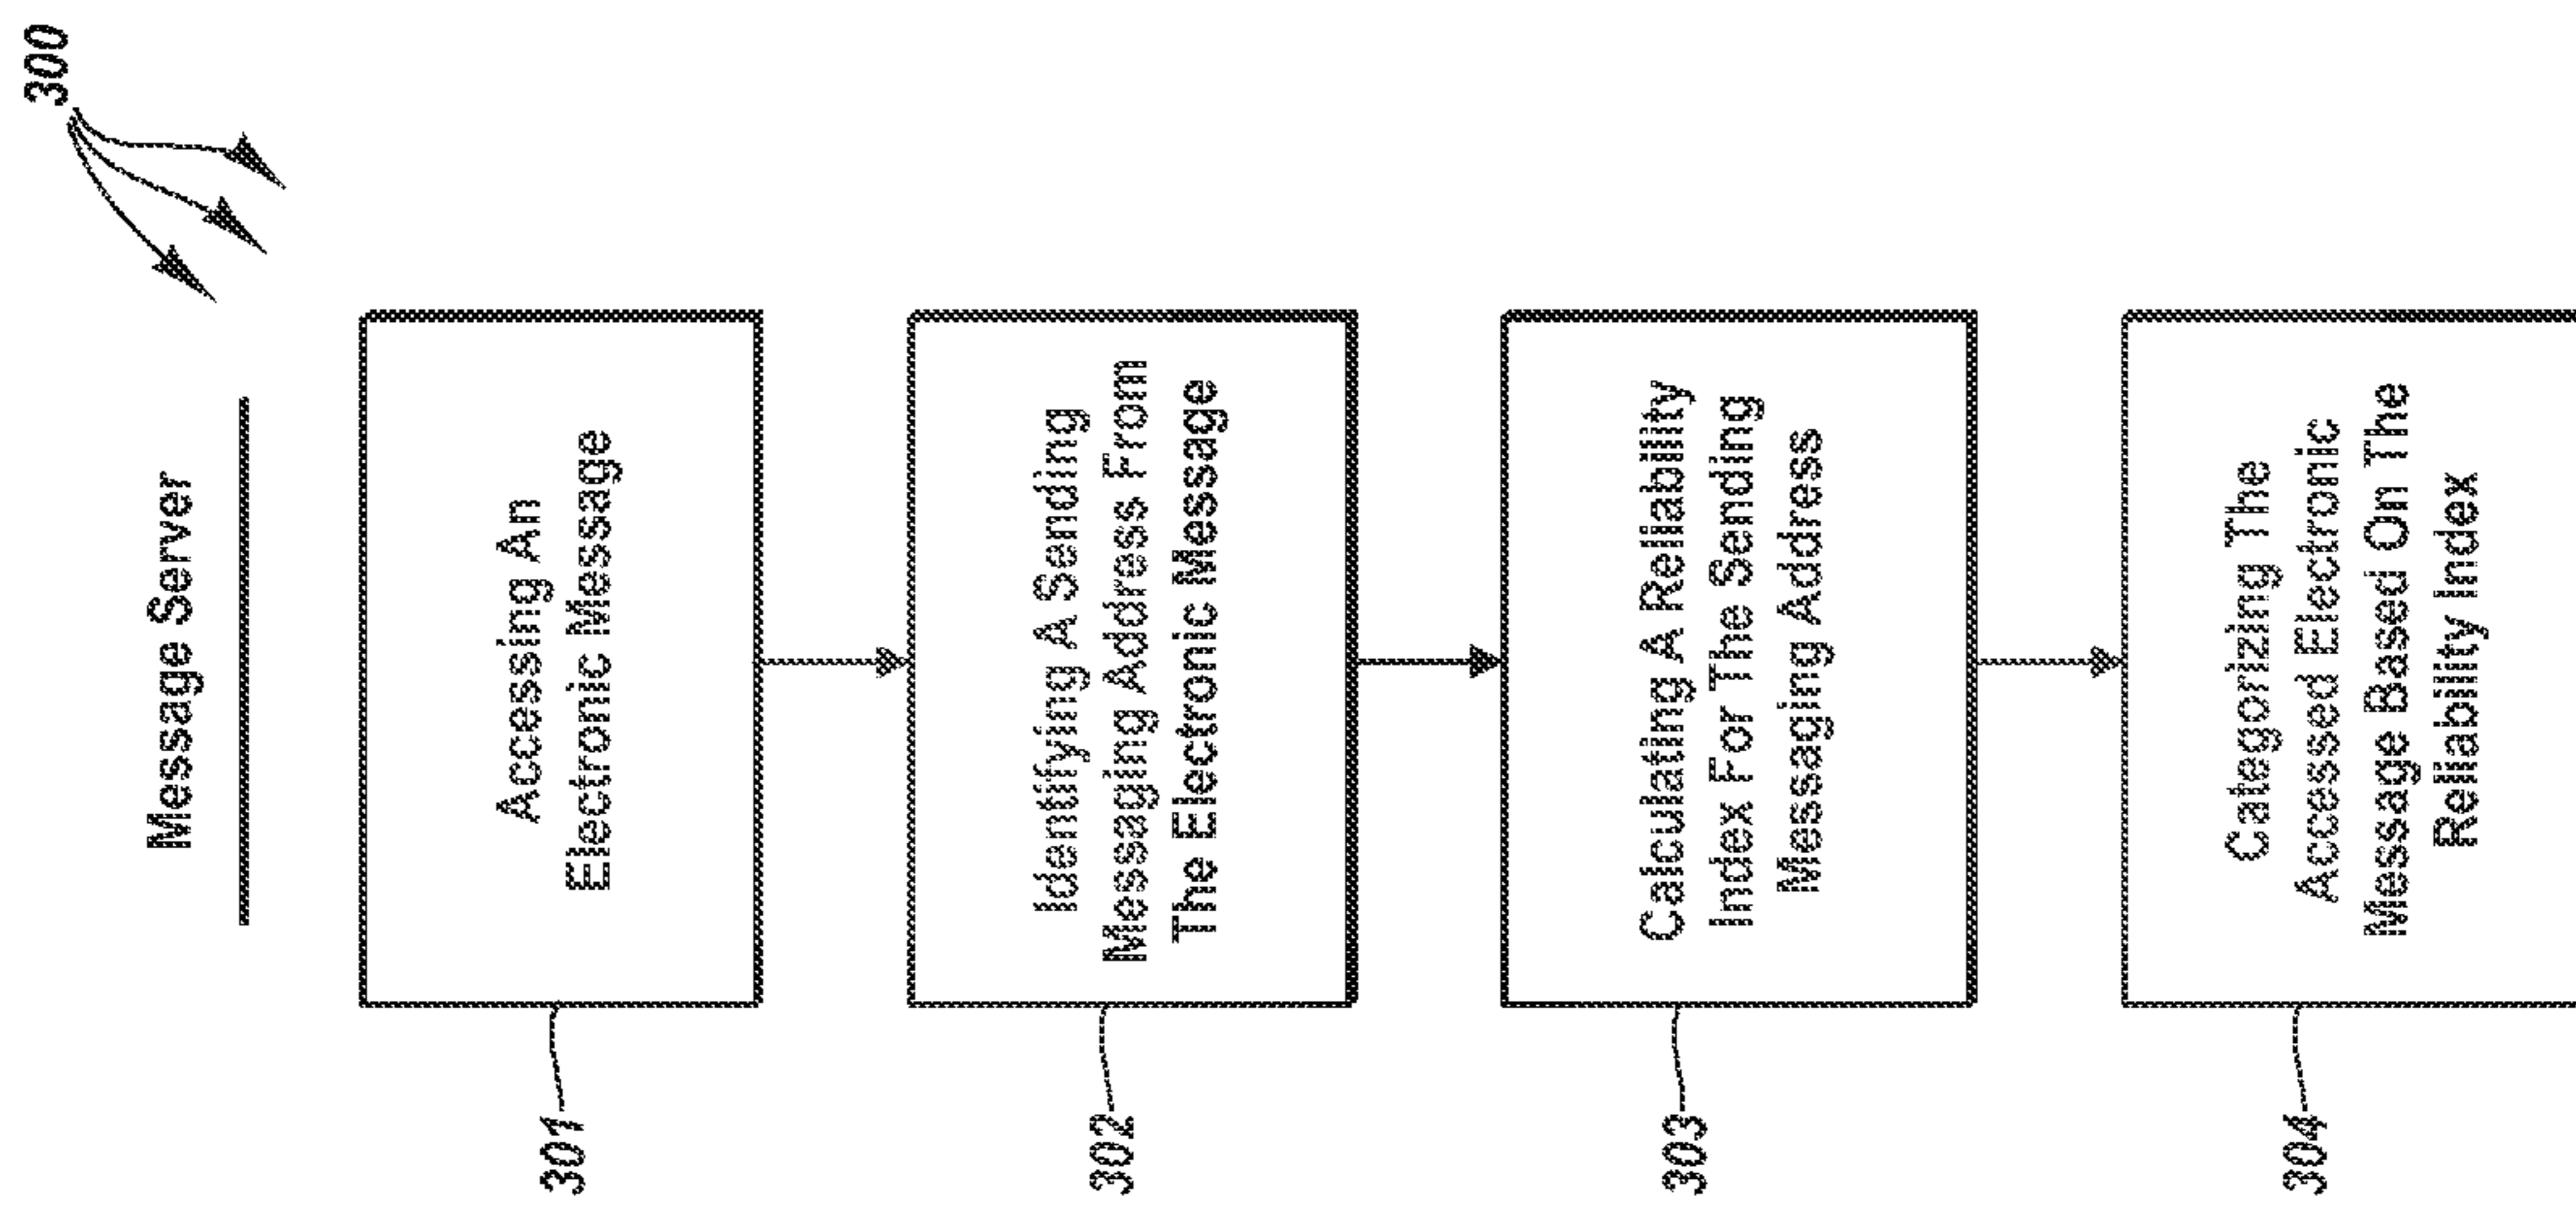 300
Message Server
301
Accessing An
Electronic Message
302
Identifying A Sending
Messaging Address From
The Electronic Message
303
Calculating A Reliability
Index For The Sending
Messaging Address
304
Categorizing The
Accessed Electronic
Message Based On The
Reliability Index